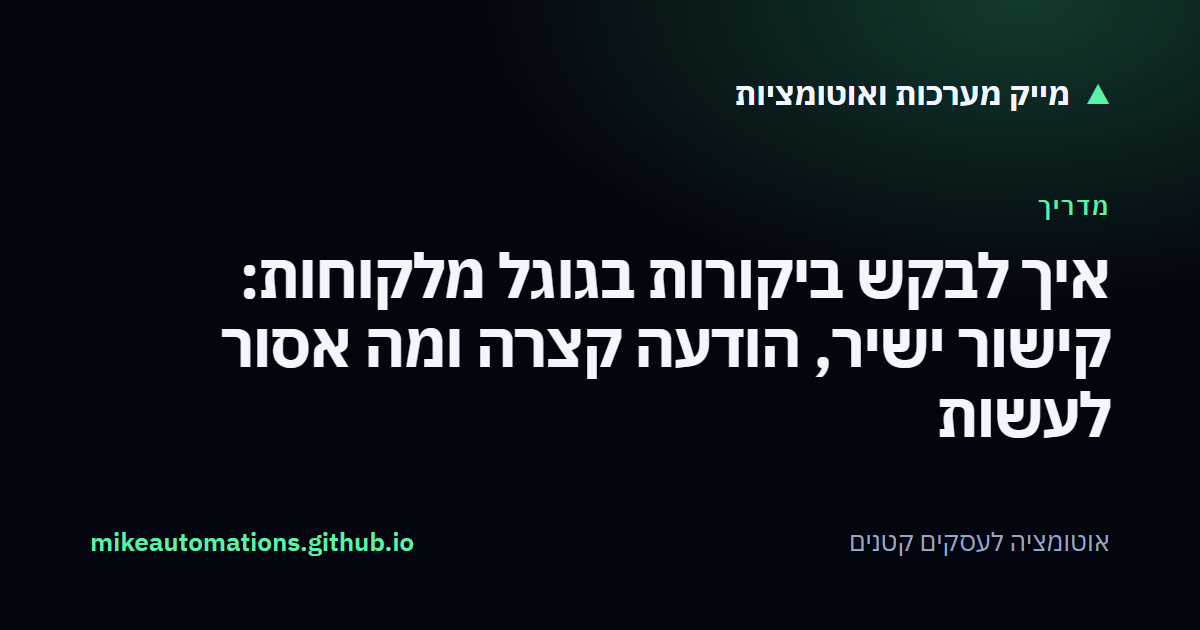 מייק מערכות ואוטומציות
מדריך
איך לבקש ביקורות בגוגל מלקוחות:
קישור ישיר, הודעה קצרה ומה אסור
לעשות
אוטומציה לעסקים קטנים
mikeautomations.github.io